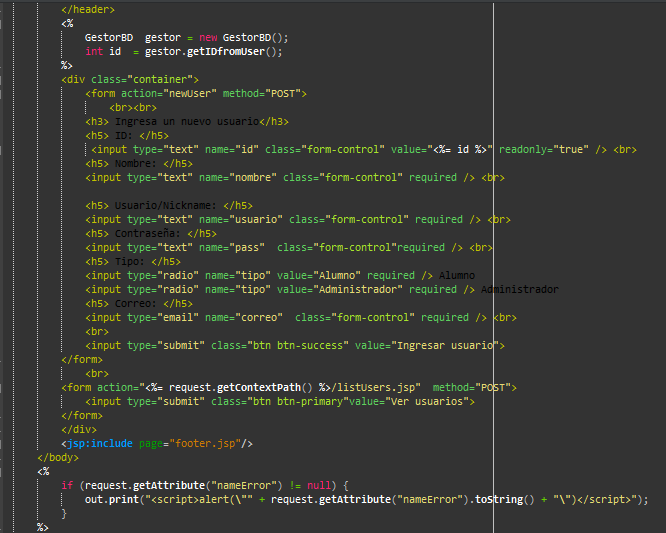 </header>
<%
GestorBD  gestor = new GestorBD();
int id  = gestor.getIDfromUser();
%>
<div class="container">
<form action="newUser" method="POST">
<br><br>
<h3> Ingresa un nuevo usuario</h3>
<h5> ID: </h5>
<input type="text" name="id" class="form-control" value="<%= id %>" readonly="true" /> <br>
<h5> Nombre: </h5>
<input type="text" name="nombre" class="form-control" required /> <br>
<h5> Usuario/Nickname: </h5>
<input type="text" name="usuario" class="form-control" required /> <br>
<h5> Contraseña: </h5>
<input type="text" name="pass"  class="form-control"required /> <br>
<h5> Tipo: </h5>
<input type="radio" name="tipo" value="Alumno" required /> Alumno
<input type="radio" name="tipo" value="Administrador" required /> Administrador
<h5> Correo: </h5>
<input type="email" name="correo"  class="form-control" required /> <br>
<br>
<input type="submit" class="btn btn-success" value="Ingresar usuario">
</form>
<br>
<form action="<%= request.getContextPath() %>/listUsers.jsp"  method="POST">
<input type="submit" class="btn btn-primary"value="Ver usuarios">
</form>
</div>
<jsp:include page="footer.jsp"/>
</body>
<%
if (request.getAttribute("nameError") != null) {
out.print("<script>alert(\"" + request.getAttribute("nameError").toString() + "\")</script>");
}
%>